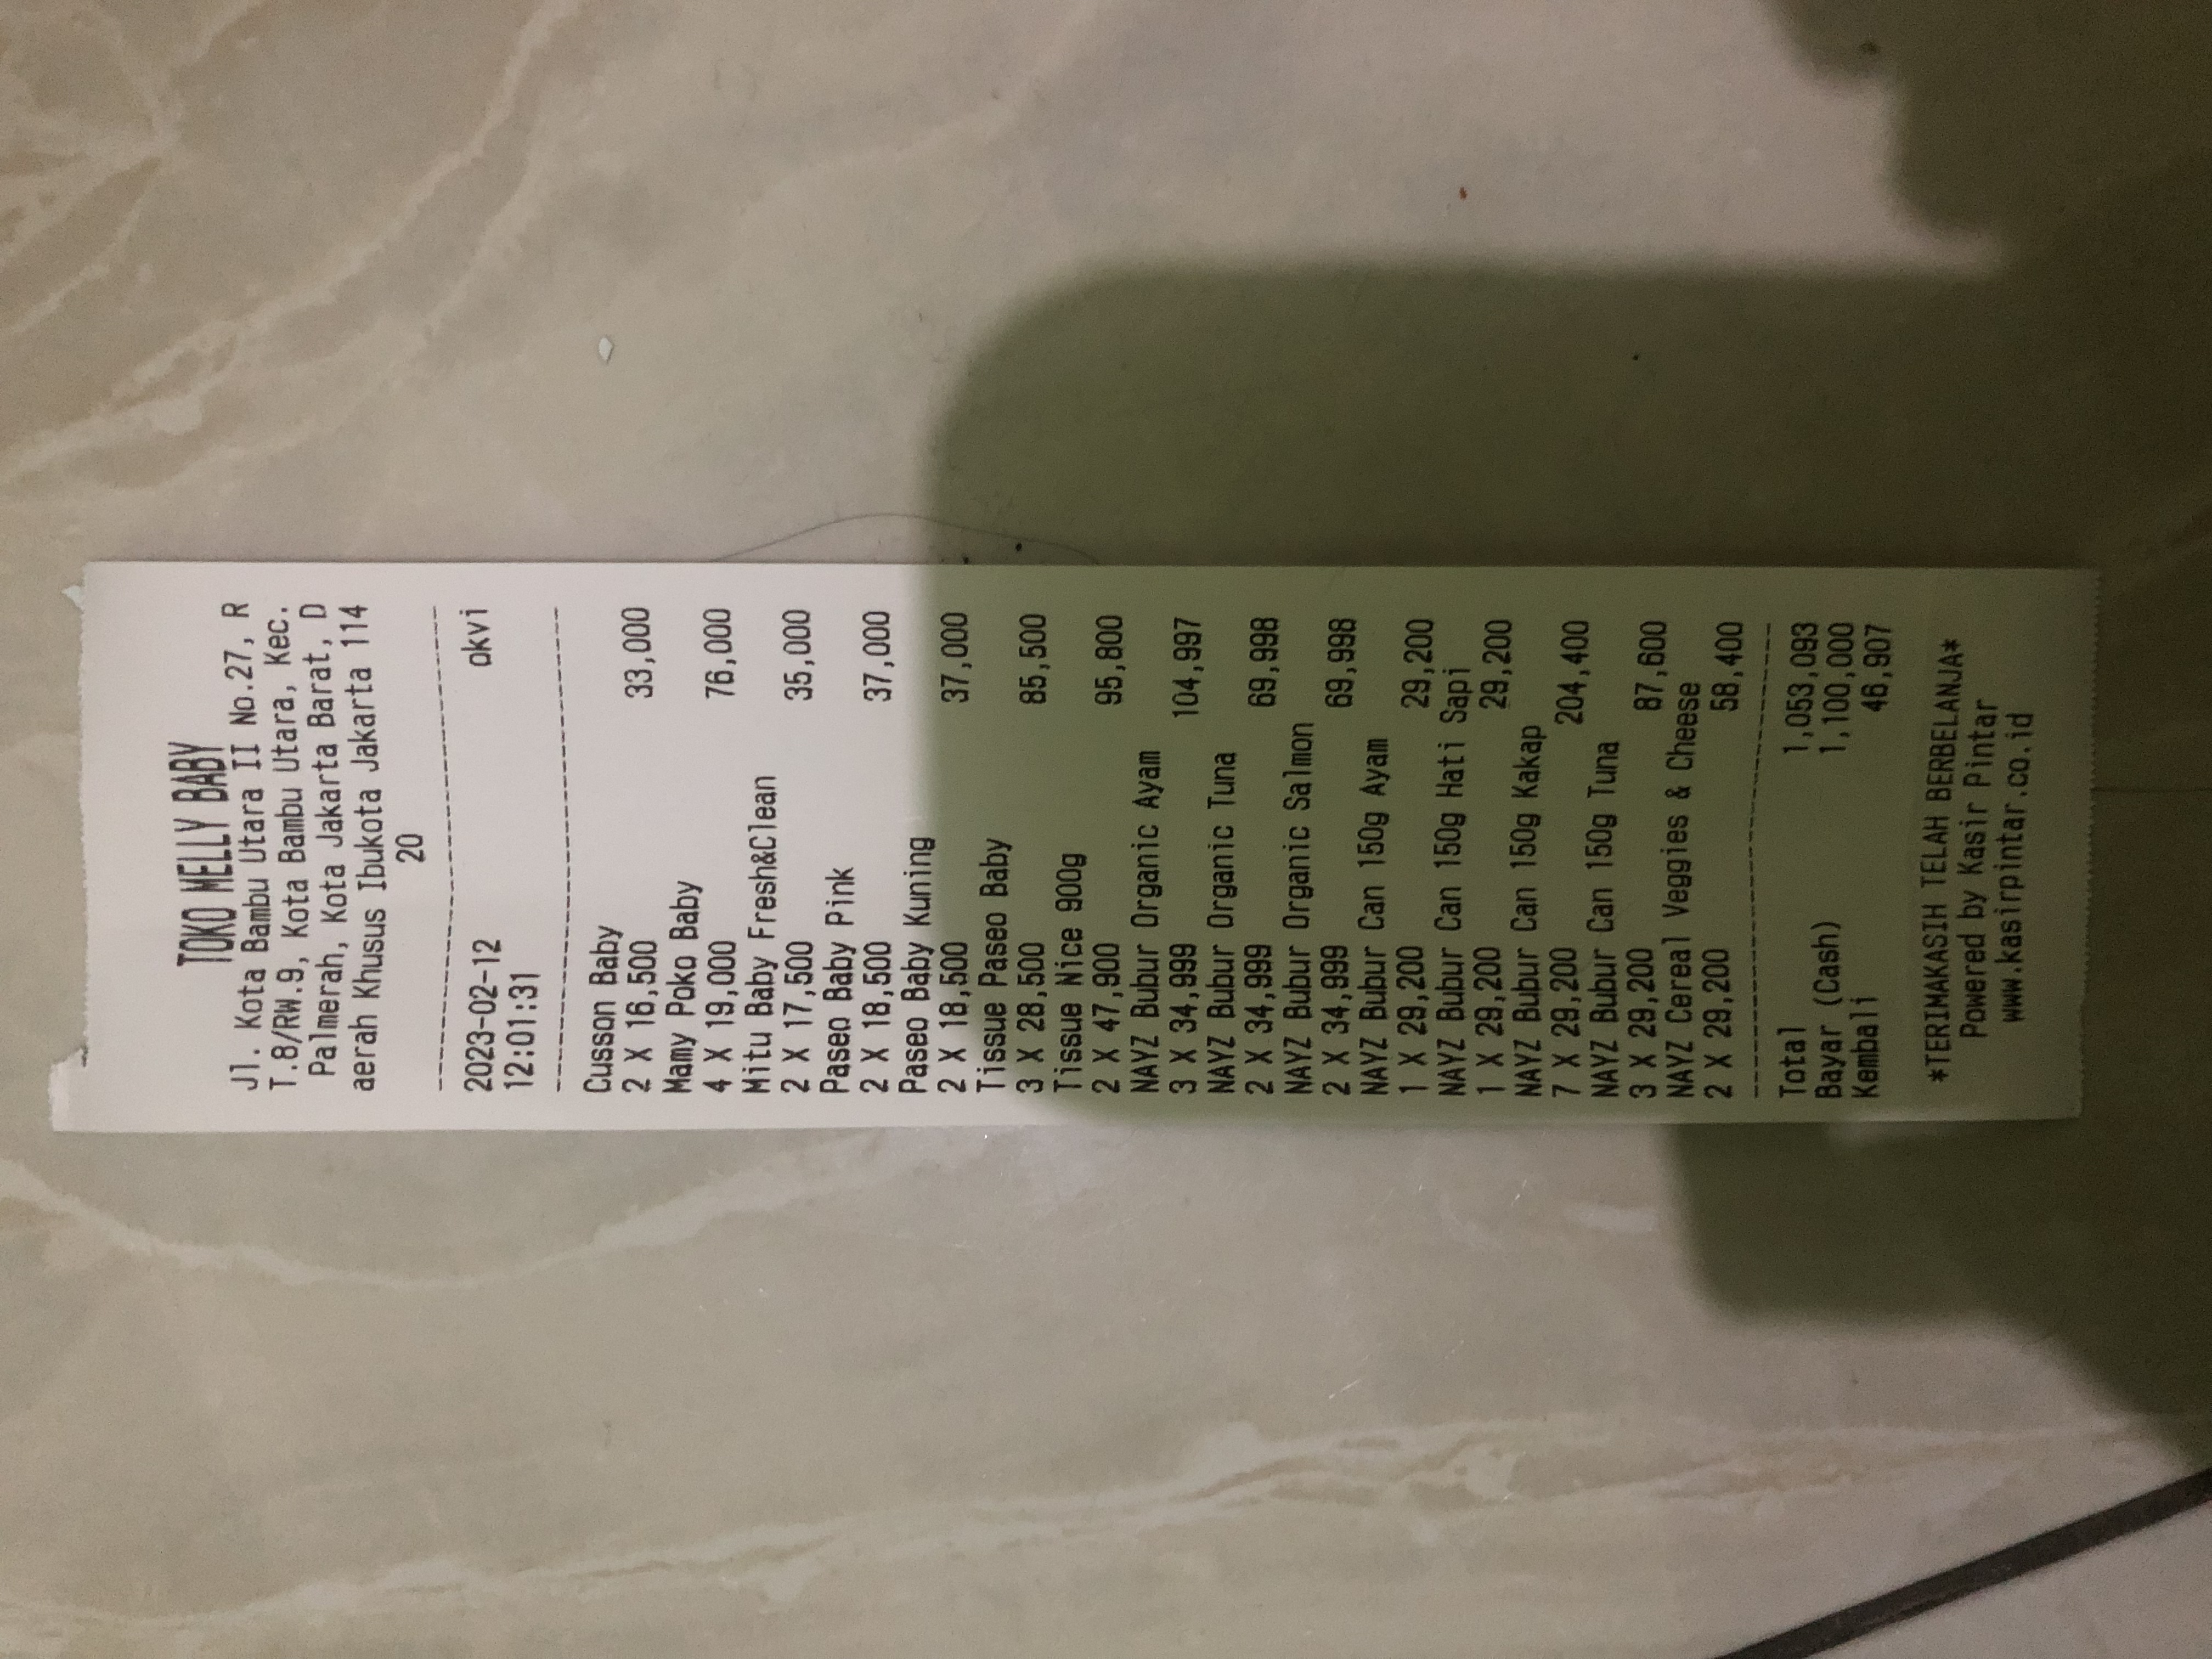 TOKO MELLY BABY
Jl. Kota Bambu Utara II No.27, R
T.8/RW.9, Kota Bambu Utara, Kec.
Palmerah, Kota Jakarta Barat, D
aerah Khusus Ibukota Jakarta 114
20
2023-02-12 okvi
12:01:31
Cusson Baby
2 X 16,500 33,000
Mamy Poko Baby
4 X 19,000 76,000
Mitu Baby Fresh&Clean
2 X 17,500 35,000
Paseo Baby Pink
2 X 18,500 37,000
Paseo Baby Kuning
2 X 18,500 37,000
Tissue Paseo Baby
3 X 28,500 85,500
Tissue Nice 900g
2 X 47,900 95,800
NAYZ Bubur Organic Ayam
3 X 34,999 104,997
NAYZ Bubur Organic Tuna
2 X 34,999 69,998
NAYZ Bubur Organic Salmon
2 X 34,999 69,998
NAYZ Bubur Can 150g Ayam
1 X 29,200 29,200
NAYZ Bubur Can 150g Hati Sapi
1 X 29,200 29,200
NAYZ Bubur Can 150g Kakap
7 X 29,200 204,400
NAYZ Bubur Can 150g Tuna
3 X 29,200 87,600
NAYZ Cereal Veggies & Cheese
2 X 29,200 58,400
Total 1,053,093
Bayar (Cash) 1,100,000
Kembali 46,907
*TERIMAKASIH TELAH BERBELANJA*
Powered by Kasir Pintar
www.kasirpintar.co.id